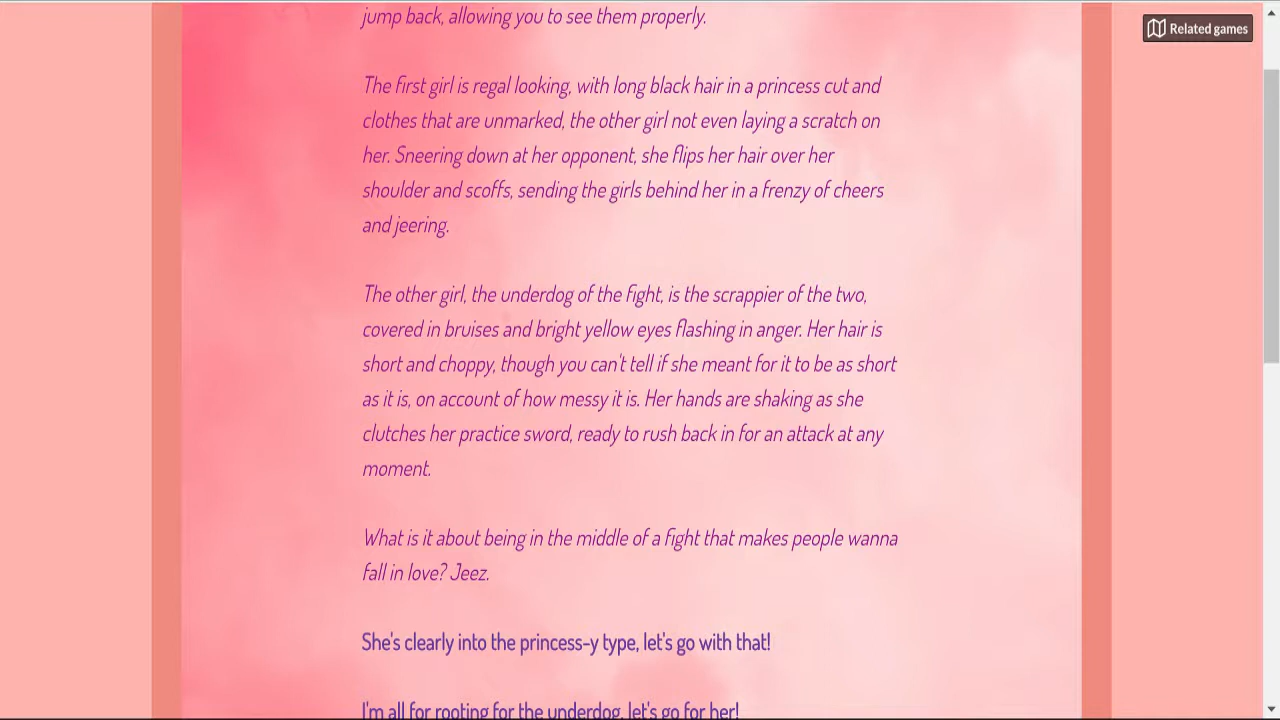 jump back, allowing you to see them properly.
Related games
The first girl is regal looking, with long black hair in a princess cut and
clothes that are unmarked, the other girl not even laying a scratch on
her. Sneering down at her opponent, she flips her hair over her
shoulder and scoffs, sending the girls behind her in a frenzy of cheers
and jeering.
The other girl, the underdog of the fight, is the scrappier of the two,
covered in bruises and bright yellow eyes flashing in anger. Her hair is
short and choppy, though you can't tell if she meant for it to be as short
as it is, on account of how messy it is. Her hands are shaking as she
clutches her practice sword, ready to rush back in for an attack at any
moment.
What is it about being in the middle of a fight that makes people wanna
fall in love? Jeez.
She's clearly into the princess-y type, let's go with that!
I'm all for rooting for the underdog, let's go for her!